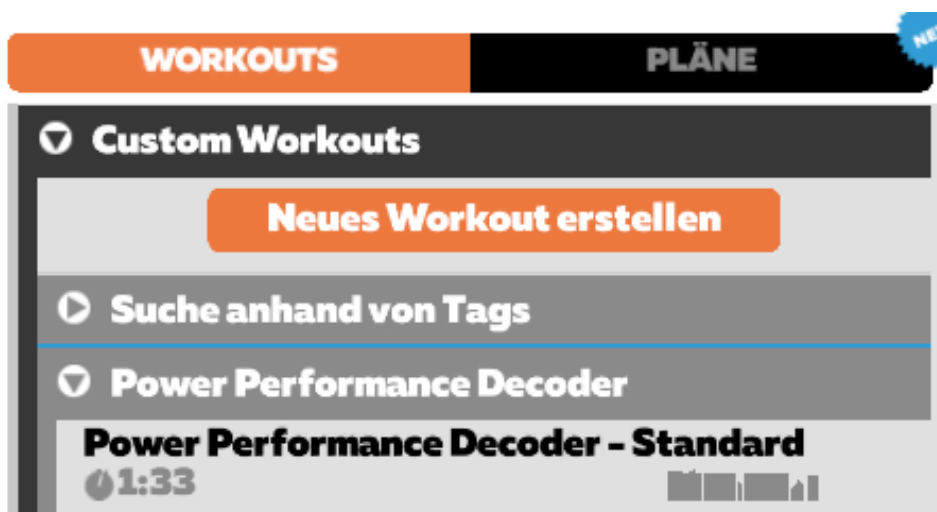 WORKOUTS PLÄNE
Custom Workouts
Neues Workout erstellen
Suche anhand von Tags
Power Performance Decoder
Power Performance Decoder – Standard
1:33